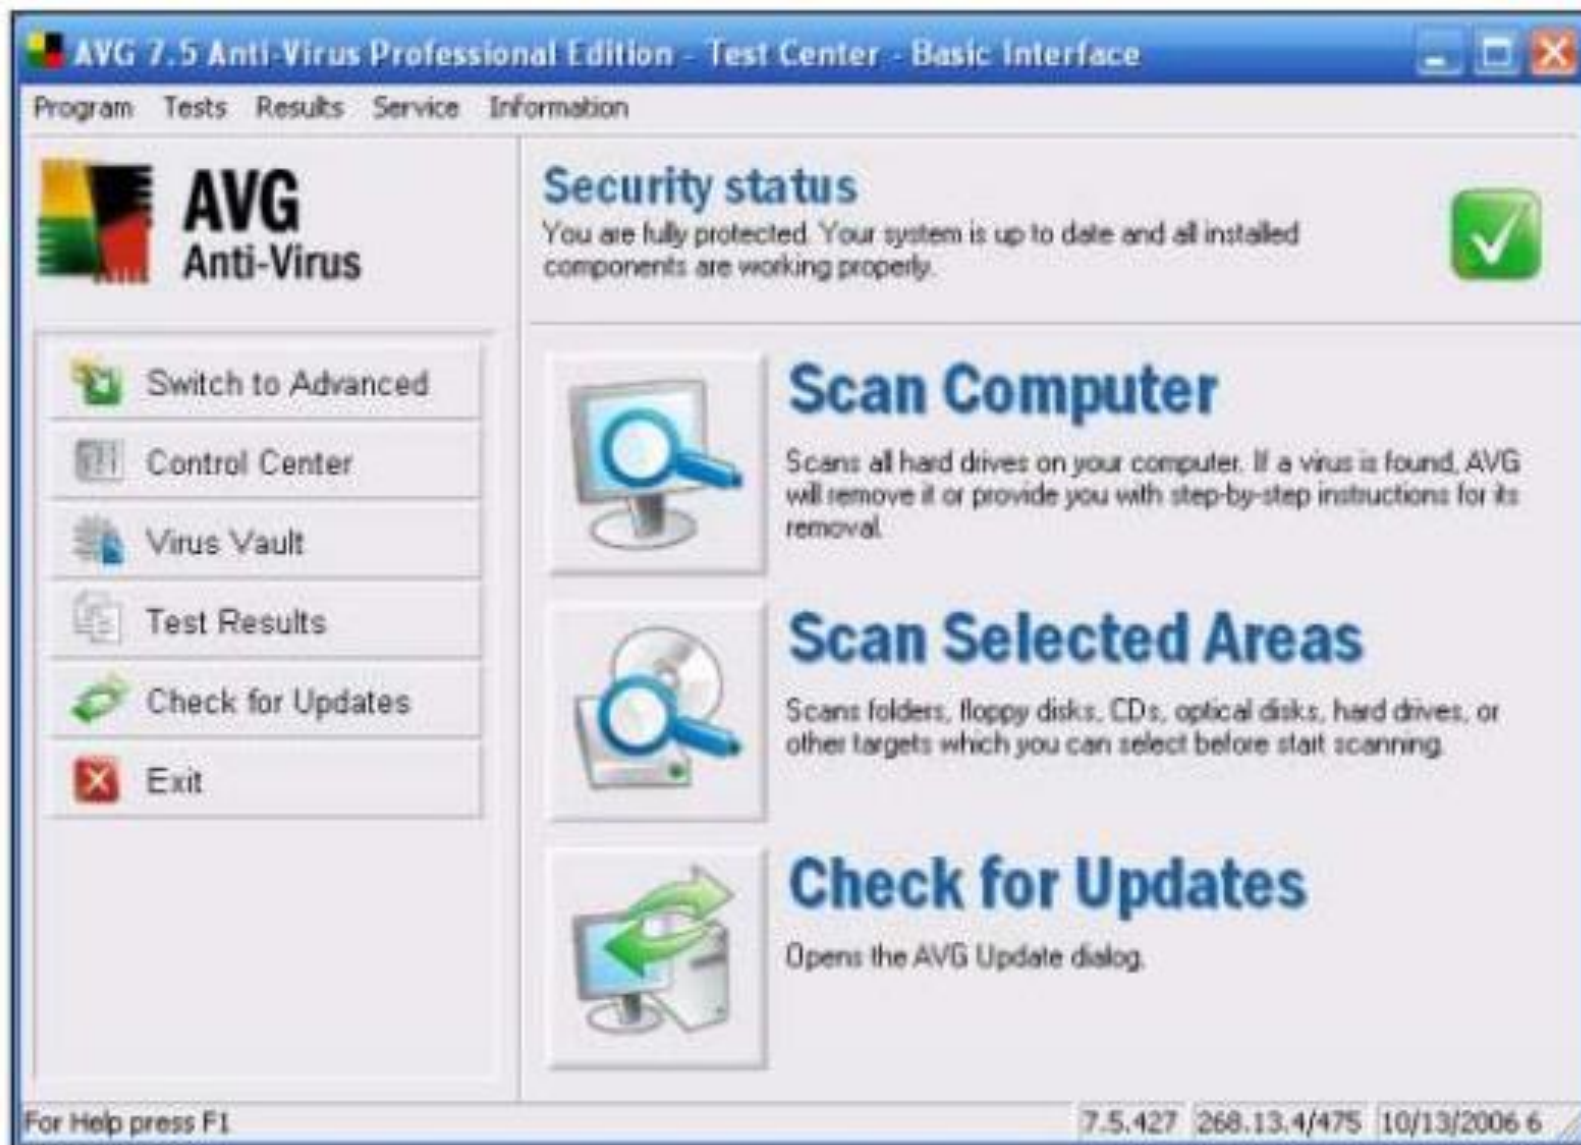 AVG 7.5 Anti-Virus Professional Edition - Test Center - Basic Interface
Program Tests Results Service Information
AVG
Anti-Virus
Switch to Advanced
Control Center
Virus Vault
Test Results
Check for Updates
Exit
Security status
You are fully protected. Your system is up to date and all installed
components are working properly.
Scan Computer
Scans all hard drives on your computer. If a virus is found, AVG
will remove it or provide you with step-by-step instructions for its
removal.
Scan Selected Areas
Scans folders, floppy disks, CDs, optical disks, hard drives, or
other targets which you can select before start scanning.
Check for Updates
Opens the AVG Update dialog.
For Help press F1
7.5.427 268.13.4/475 10/13/2006 6